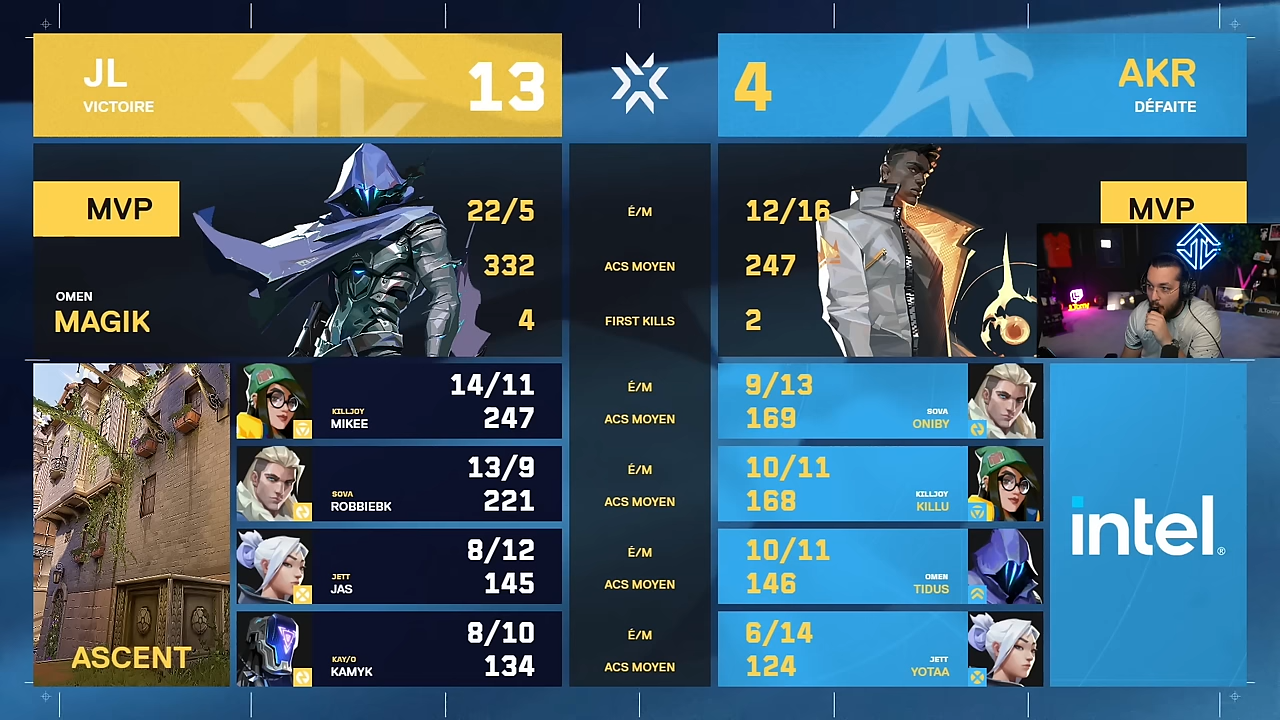 JL
VICTOIRE
13
4
AKR
DÉFAITE
MVP
22/5
É/M
12/16
MVP
332
ACS MOYEN
247
OMEN
MAGIK
4
FIRST KILLS
2
14/11
É/M
9/13
KILLJOY
MIKEE
247
ACS MOYEN
169
SOVA
ONIBY
13/9
É/M
10/11
SOVA
ROBBIEBK
221
ACS MOYEN
168
KILLJOY
KILLU
8/12
É/M
10/11
JETT
JAS
145
ACS MOYEN
146
OMEN
TIDUS
8/10
É/M
6/14
KAY/O
KAMYK
134
ACS MOYEN
124
JETT
YOTAA
ASCENT
intel®